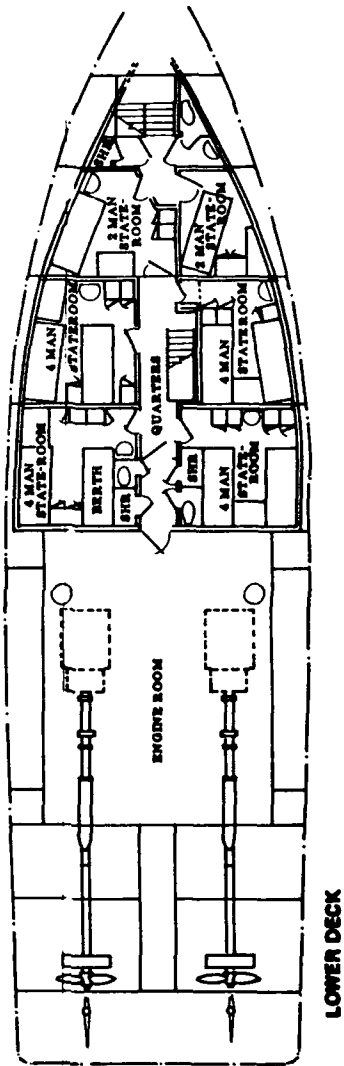 SHR
2 MAN
STATE-
ROOM
2 MAN
STATE-ROOM
4 MAN
STATEROOM
4 MAN
STATEROOM
QUARTERS
4 MAN
STATE-ROOM
BERTH
SHR
SHR
4 MAN
STATE-
ROOM
ENGINE ROOM
LOWER DECK